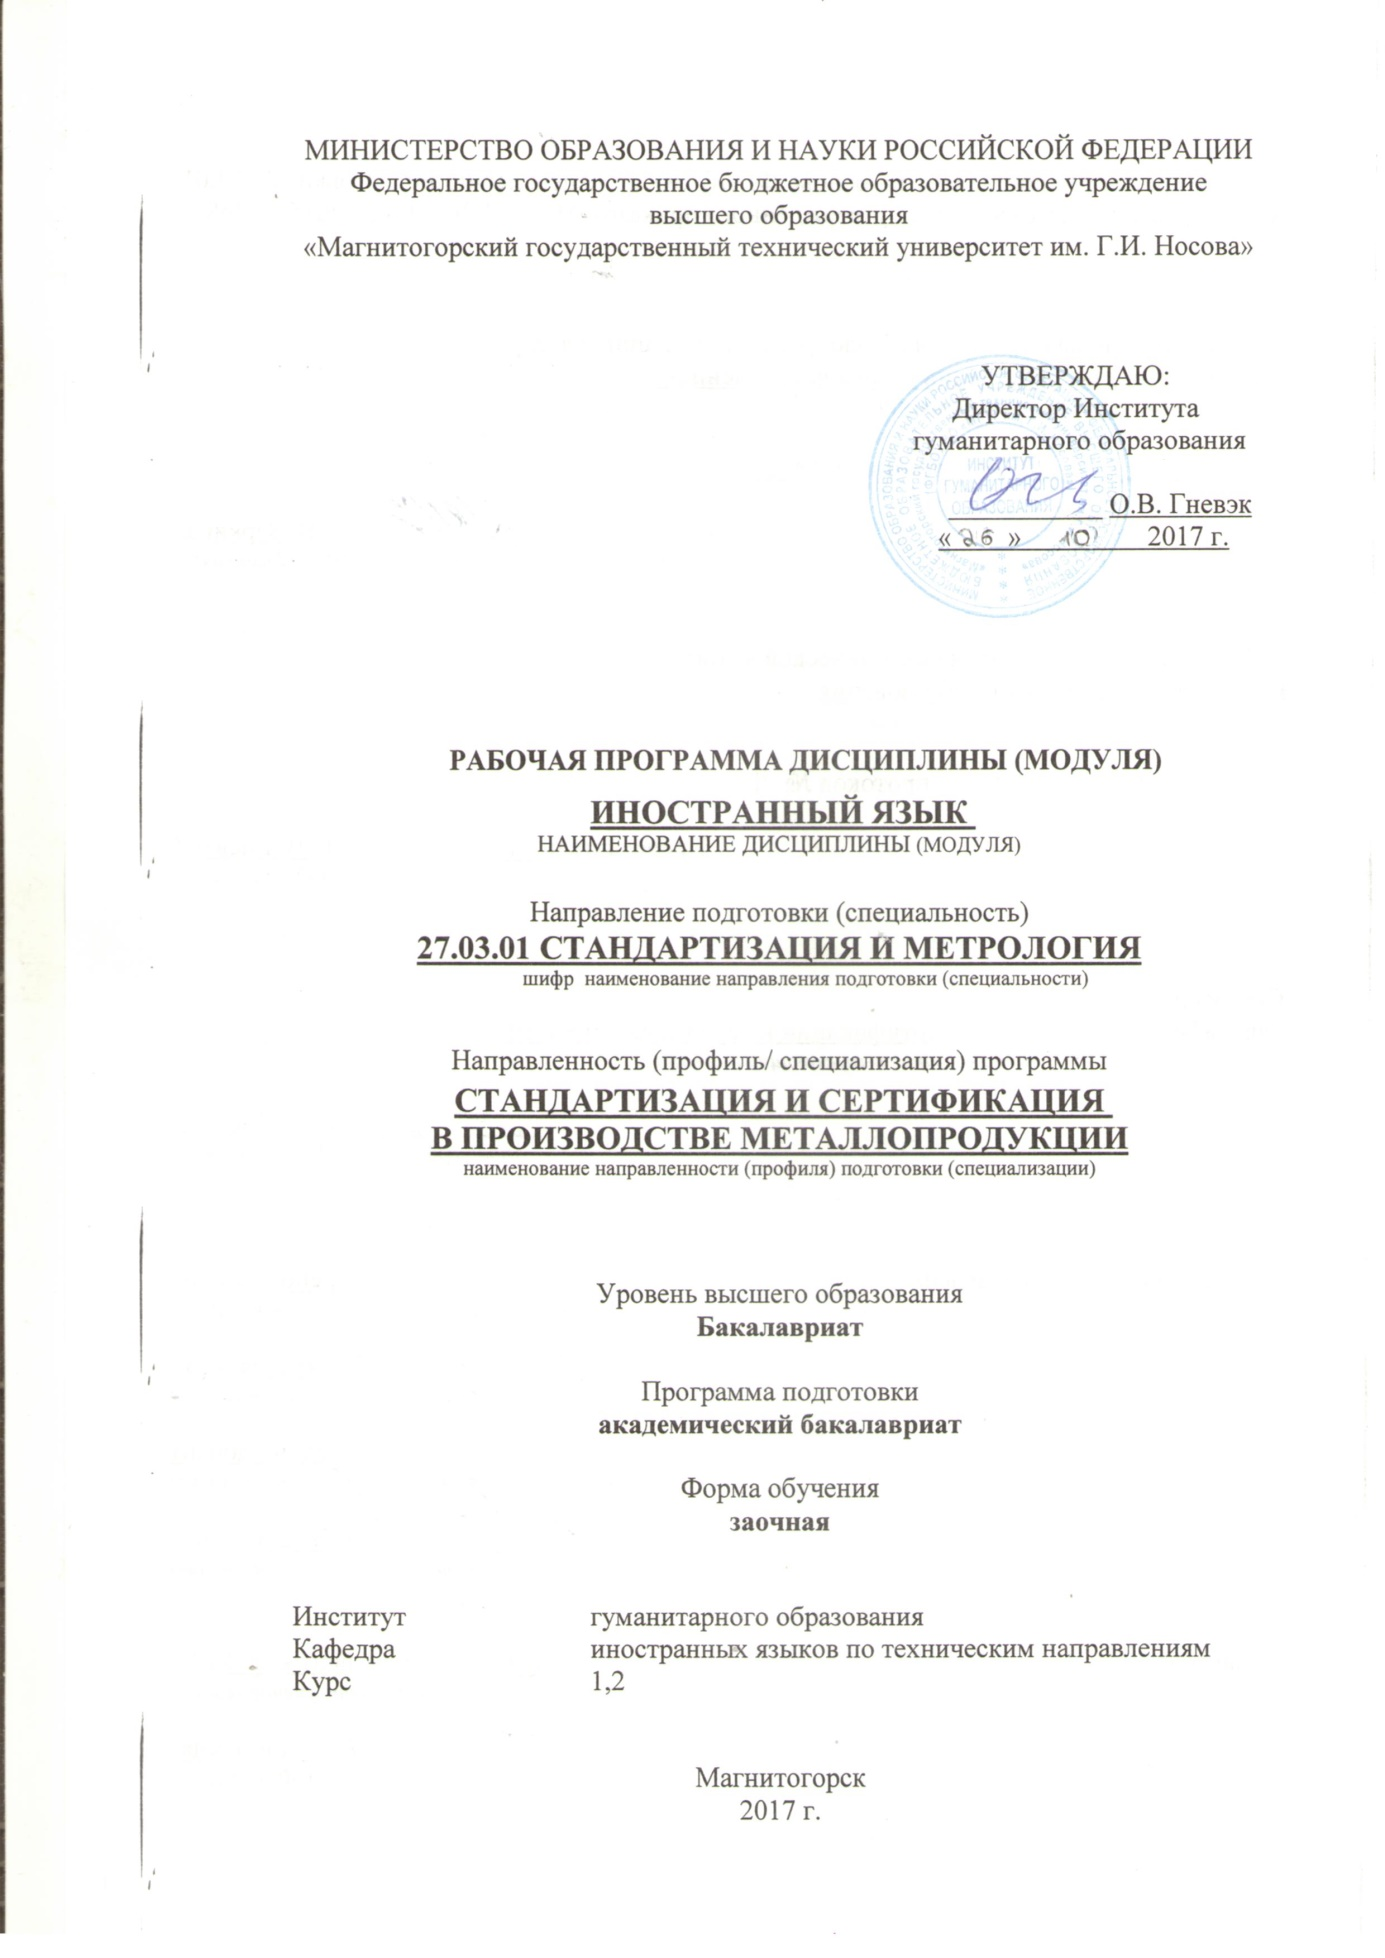 МИНИСТЕРСТВО ОБРАЗОВАНИЯ И НАУКИ РОССИЙСКОЙ ФЕДЕРАЦИИ
Федеральное государственное бюджетное образовательное учреждение
высшего образования
«Магнитогорский государственный технический университет им. Г.И. Носова»
УТВЕРЖДАЮ:
Директор Института
гуманитарного образования
ИНСТИТУТ
ГУМАНИТАРНОГО
ОБРАЗОВАНИЯ
О.В. Гневэк
« 26 » 10 2017 г.
РАБОЧАЯ ПРОГРАММА ДИСЦИПЛИНЫ (МОДУЛЯ)
ИНОСТРАННЫЙ ЯЗЫК
НАИМЕНОВАНИЕ ДИСЦИПЛИНЫ (МОДУЛЯ)
Направление подготовки (специальность)
27.03.01 СТАНДАРТИЗАЦИЯ И МЕТРОЛОГИЯ
шифр наименование направления подготовки (специальности)
Направленность (профиль/ специализация) программы
СТАНДАРТИЗАЦИЯ И СЕРТИФИКАЦИЯ
В ПРОИЗВОДСТВЕ МЕТАЛЛОПРОДУКЦИИ
наименование направленности (профиля) подготовки (специализации)
Уровень высшего образования
Бакалавриат
Программа подготовки
академический бакалавриат
Форма обучения
заочная
Институт гуманитарного образования
Кафедра иностранных языков по техническим направлениям
Курс 1,2
Магнитогорск
2017 г.